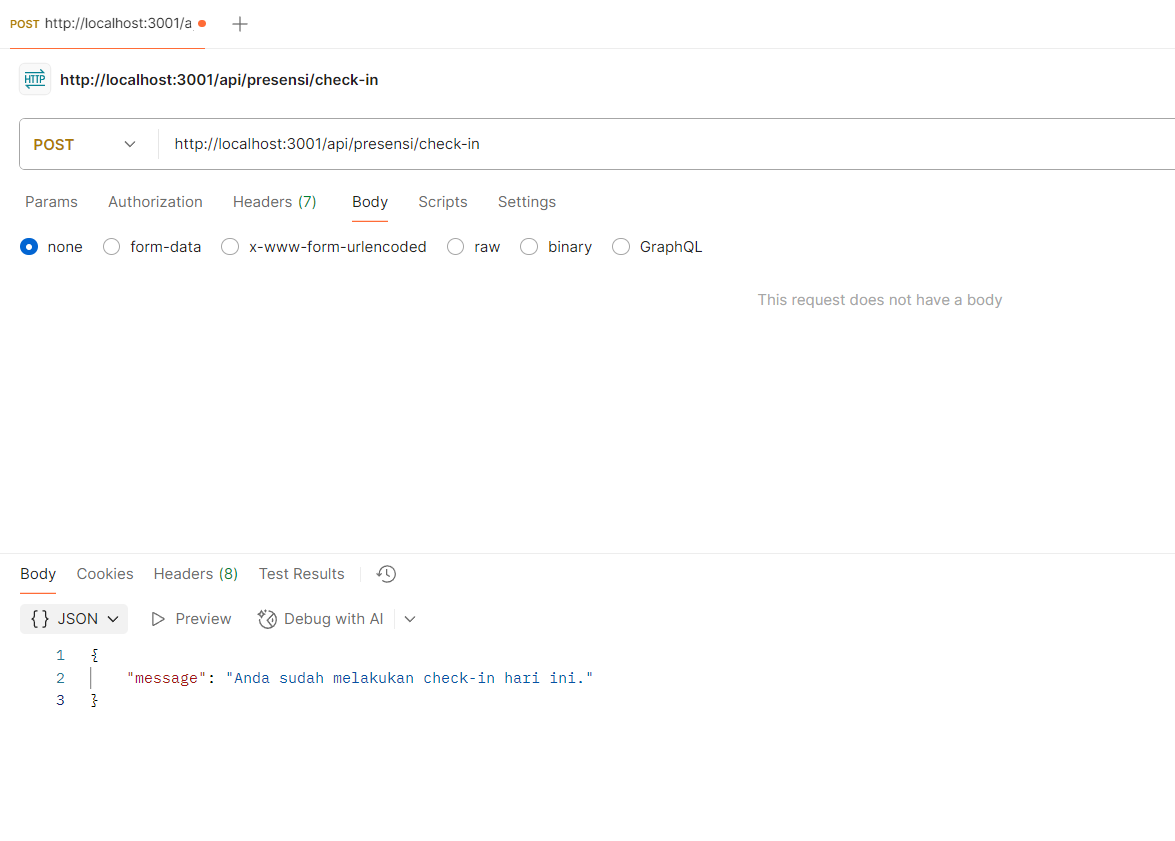 POST http://localhost:3001/a
HTTP http://localhost:3001/api/presensi/check-in
POST http://localhost:3001/api/presensi/check-in
Params Authorization Headers (7) Body Scripts Settings
none form-data x-www-form-urlencoded raw binary GraphQL
This request does not have a body
Body Cookies Headers (8) Test Results
{} JSON Preview Debug with AI
1 {
2 "message": "Anda sudah melakukan check-in hari ini."
3 }